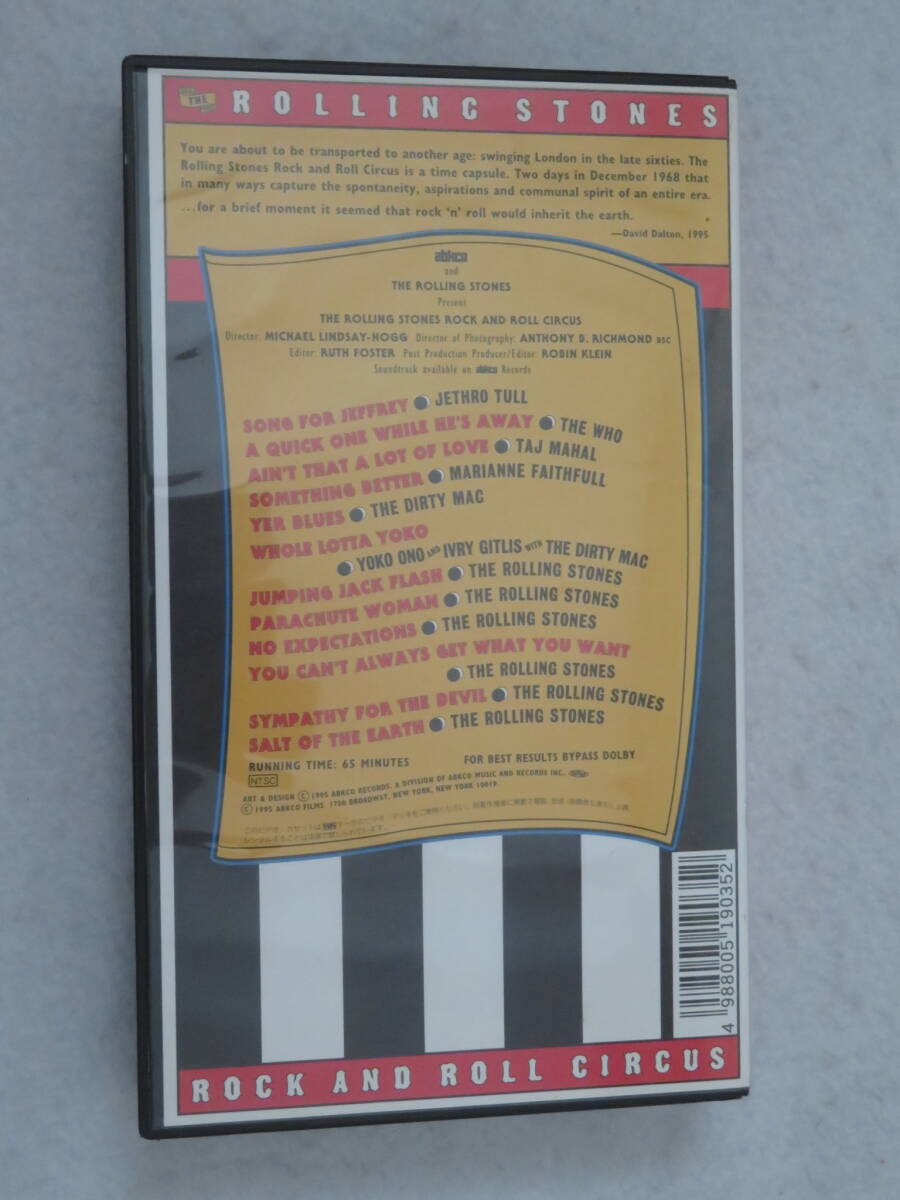 THE ROLLING STONES
You are about to be transported to another age: swinging London in the late sixties. The
Rolling Stones Rock and Roll Circus is a time capsule. Two days in December 1968 that
in many ways capture the spontaneity, aspirations and communal spirit of an entire era.
...for a brief moment it seemed that rock 'n' roll would inherit the earth.
—David Dalton, 1995
abkco
and
THE ROLLING STONES
Present
THE ROLLING STONES ROCK AND ROLL CIRCUS
Director: MICHAEL LINDSAY-HOGG Director of Photography: ANTHONY B. RICHMOND BSC
Editor: RUTH FOSTER Post Production Producer/Editor: ROBIN KLEIN
Soundtrack available on abkco Records
SONG FOR JEFFREY ● JETHRO TULL
A QUICK ONE WHILE HE'S AWAY ● THE WHO
AIN'T THAT A LOT OF LOVE ● TAJ MAHAL
SOMETHING BETTER ● MARIANNE FAITHFULL
YER BLUES ● THE DIRTY MAC
WHOLE LOTTA YOKO
● YOKO ONO AND IVRY GITLIS WITH THE DIRTY MAC
JUMPING JACK FLASH ● THE ROLLING STONES
PARACHUTE WOMAN ● THE ROLLING STONES
NO EXPECTATIONS ● THE ROLLING STONES
YOU CAN'T ALWAYS GET WHAT YOU WANT
● THE ROLLING STONES
SYMPATHY FOR THE DEVIL ● THE ROLLING STONES
SALT OF THE EARTH ● THE ROLLING STONES
RUNNING TIME: 65 MINUTES FOR BEST RESULTS BYPASS DOLBY
NTSC
ART & DESIGN © 1995 ABKCO RECORDS. A DIVISION OF ABKCO MUSIC AND RECORDS INC.
© 1995 ABKCO FILMS. 1700 BROADWAY, NEW YORK, NEW YORK 10019.
このビデオ・カセットは VHS
4 988005 190352
ROCK AND ROLL CIRCUS